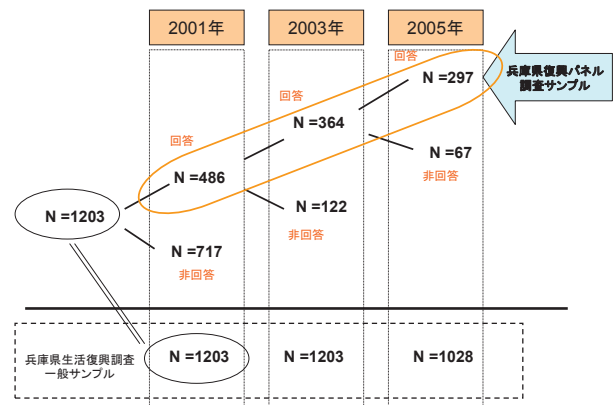 2001年
2003年
2005年
兵庫県復興パネル
調査サンプル
回答
N =297
回答
N =364
回答
N =67
非回答
N =486
N =1203
N =122
非回答
N =717
非回答
兵庫県生活復興調査
一般サンプル
N =1203
N =1203
N =1028